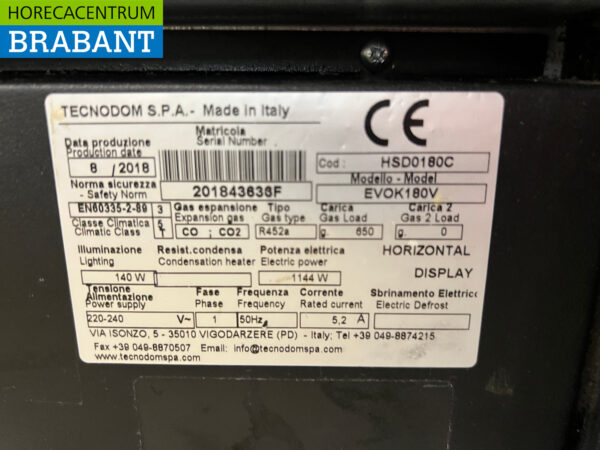 HORECACENTRUM
BRABANT
TECNODOM S.P.A.- Made in Italy
CE
Data produzione
Production date
8 / 2018
Matricola
Serial Number
201843636F
Cod : HSD0180C
Modello - Model
EVOK180V
Norma sicurezza
- Safety Norm
EN60335-2-89
Classe Climatica
Climatic Class
3
T
Gas espansione
Expansion gas
CO ; CO2
Tipo
Gas type
R452a
Carica
Gas Load
g. 650
Carica 2
Gas 2 Load
g. 0
Illuminazione
Lighting
140 W
Resist.condensa
Condensation heater
Potenza elettrica
Electric power
1144 W
HORIZONTAL
DISPLAY
Tensione
Alimentazione
Power supply
220-240 V~
Fase
Phase
1
Frequenza
Frequency
50Hz
Corrente
Rated current
5,2 A
Sbrinamento Elettrico
Electric Defrost
VIA ISONZO, 5 - 35010 VIGODARZERE (PD) - Italy; Tel +39 049-8874215
Fax +39 049-8870507 Email: info@tecnodomspa.com
www.tecnodomspa.com